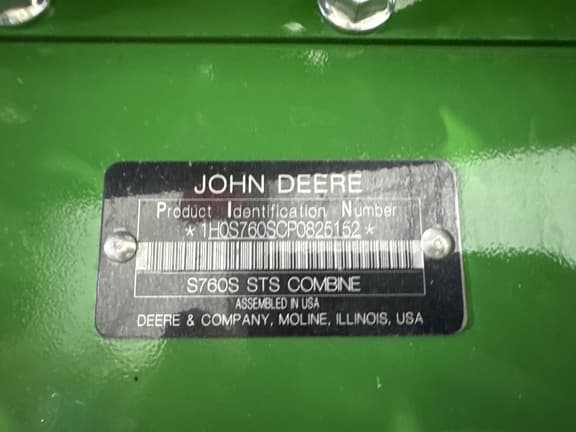 JOHN DEERE
Product Identification Number
*1H0S760SCP0825152*
S760S STS COMBINE
ASSEMBLED IN USA
DEERE & COMPANY, MOLINE, ILLINOIS, USA